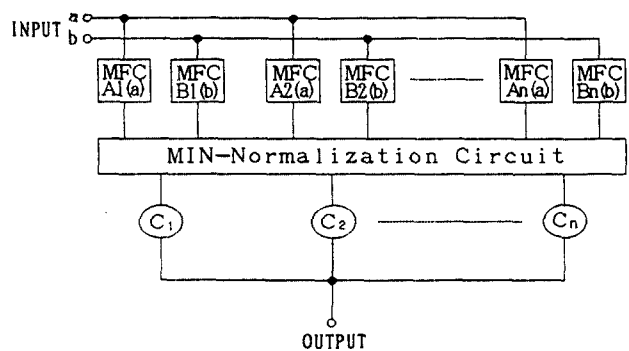 INPUT a b
MFC A1(a)
MFC B1(b)
MFC A2(a)
MFC B2(b)
MFC An(a)
MFC Bn(b)
MIN-Normalization Circuit
C1 C2 Cn
OUTPUT